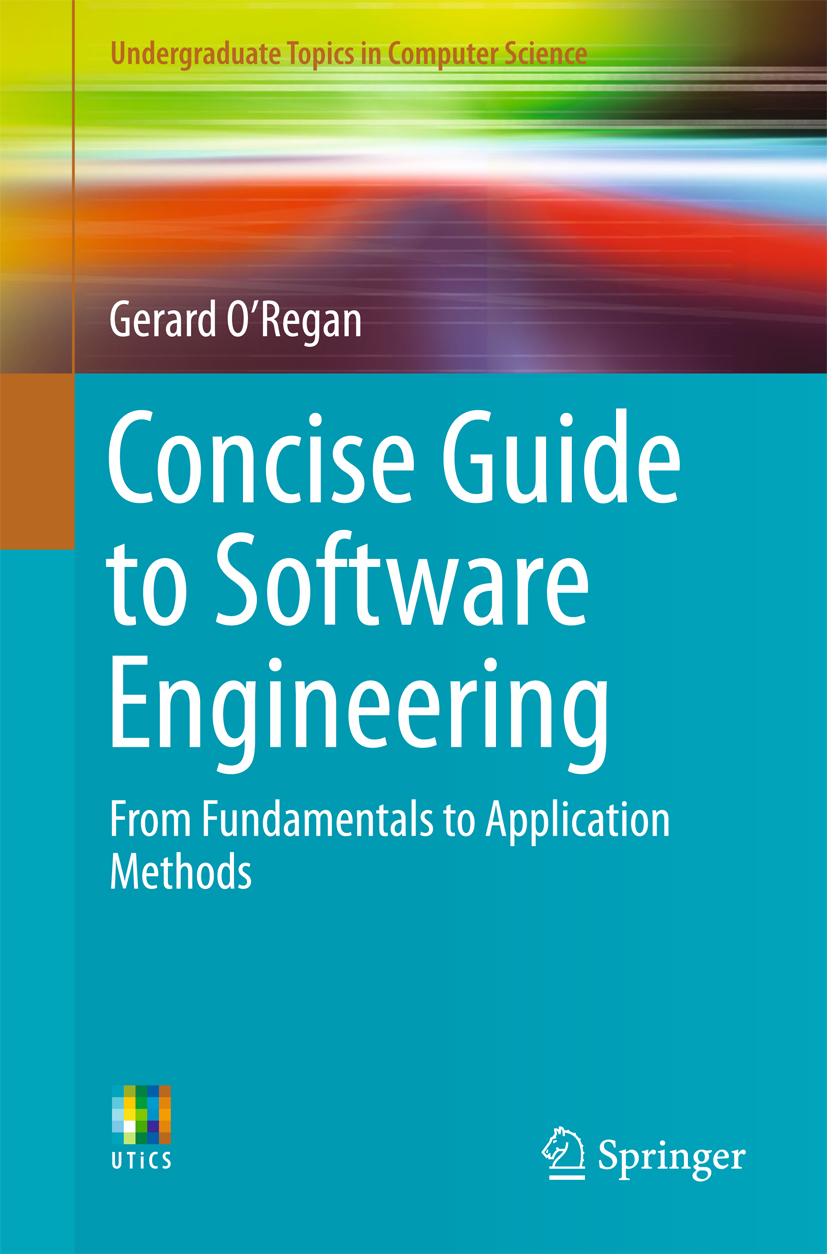 Undergraduate Topics in Computer Science
Gerard O’Regan
Concise Guide
to Software
Engineering
From Fundamentals to Application
Methods
UTiCS
Springer